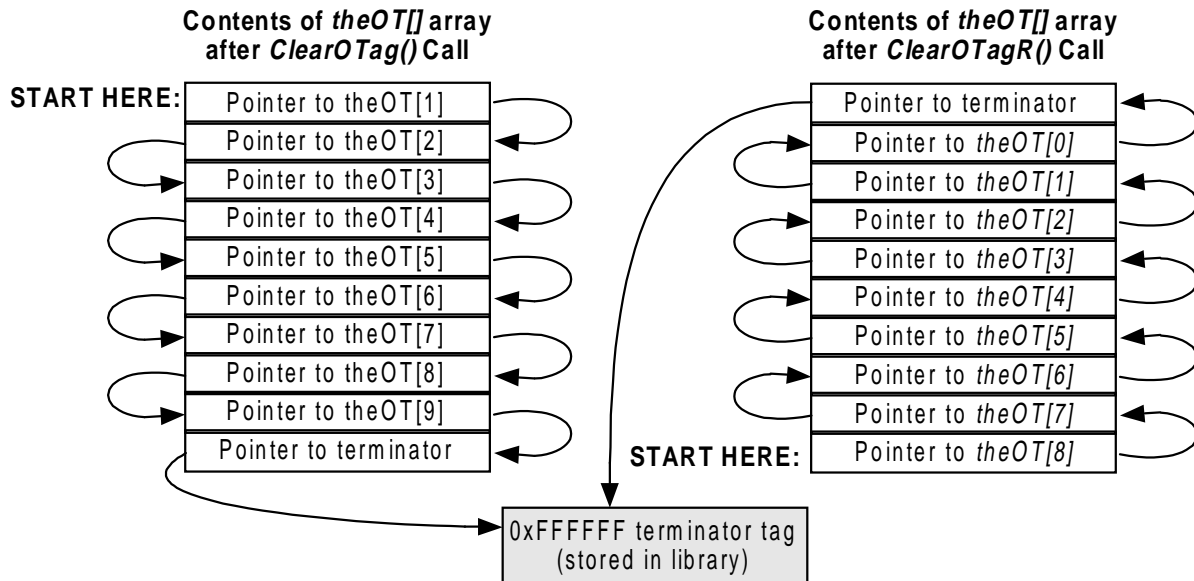 Contents of theOT[] array
after ClearOTag() Call
START HERE:
Pointer to theOT[1]
Pointer to theOT[2]
Pointer to theOT[3]
Pointer to theOT[4]
Pointer to theOT[5]
Pointer to theOT[6]
Pointer to theOT[7]
Pointer to theOT[8]
Pointer to theOT[9]
Pointer to terminator
Contents of theOT[] array
after ClearOTagR() Call
Pointer to terminator
Pointer to theOT[0]
Pointer to theOT[1]
Pointer to theOT[2]
Pointer to theOT[3]
Pointer to theOT[4]
Pointer to theOT[5]
Pointer to theOT[6]
Pointer to theOT[7]
START HERE:
Pointer to theOT[8]
0xFFFFFF terminator tag
(stored in library)